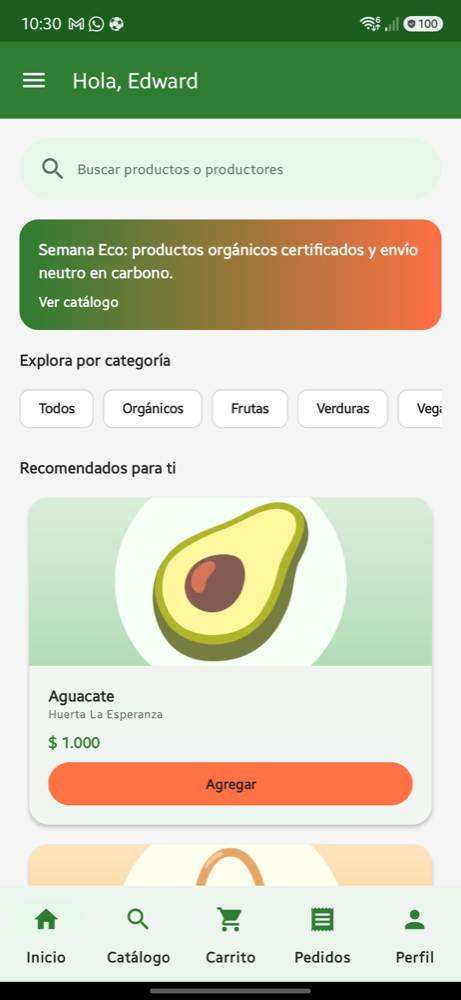 10:30
100
Hola, Edward
Buscar productos o productores
Semana Eco: productos orgánicos certificados y envío
neutro en carbono.
Ver catálogo
Explora por categoría
Todos
Orgánicos
Frutas
Verduras
Vega
Recomendados para ti
Aguacate
Huerta La Esperanza
$ 1.000
Agregar
Inicio
Catálogo
Carrito
Pedidos
Perfil